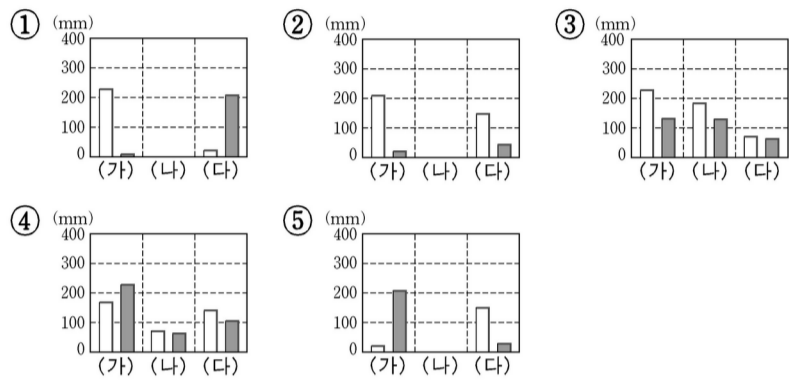 ① (mm) ② (mm) ③ (mm)
400 400 400
300 300 300
200 200 200
100 100 100
0 0 0
(가) (나) (다) (가) (나) (다) (가) (나) (다)
④ (mm) ⑤ (mm)
400 400
300 300
200 200
100 100
0 0
(가) (나) (다) (가) (나) (다)